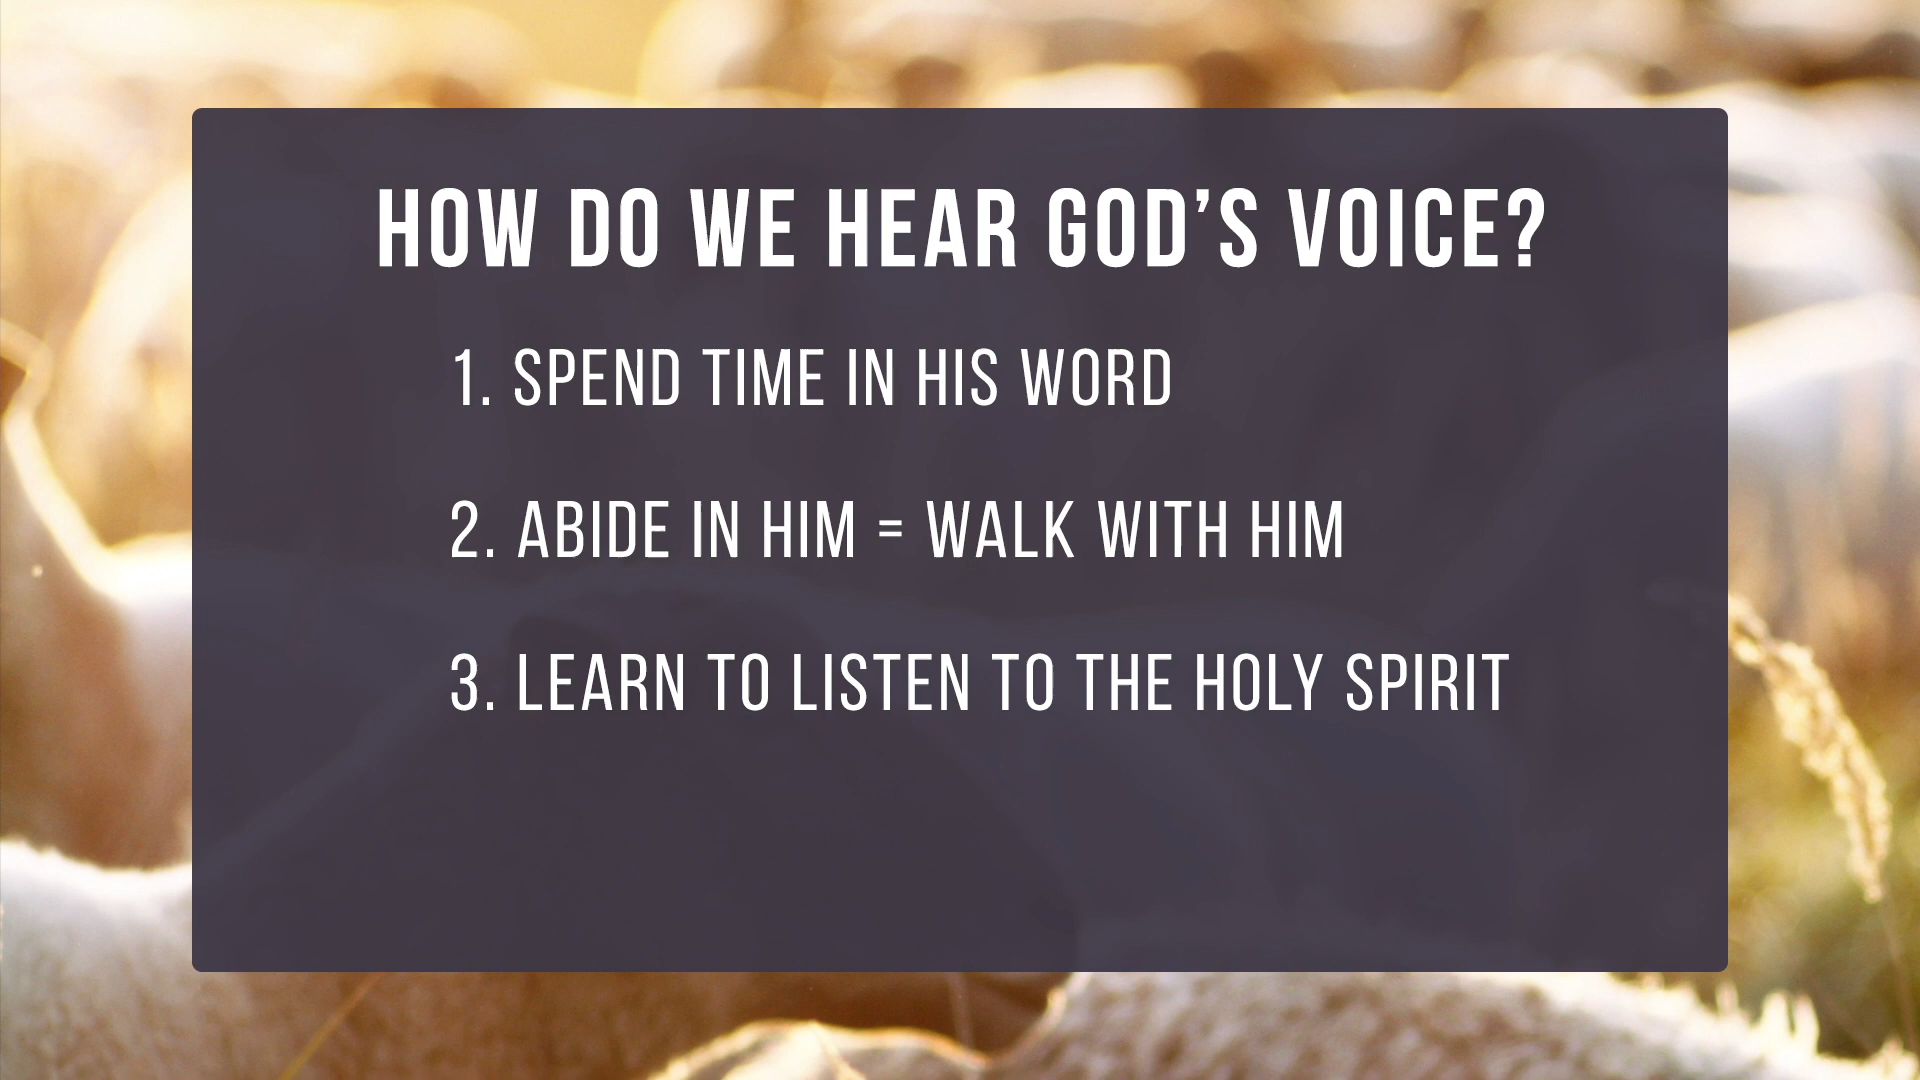 HOW DO WE HEAR GOD’S VOICE?
1. SPEND TIME IN HIS WORD
2. ABIDE IN HIM = WALK WITH HIM
3. LEARN TO LISTEN TO THE HOLY SPIRIT